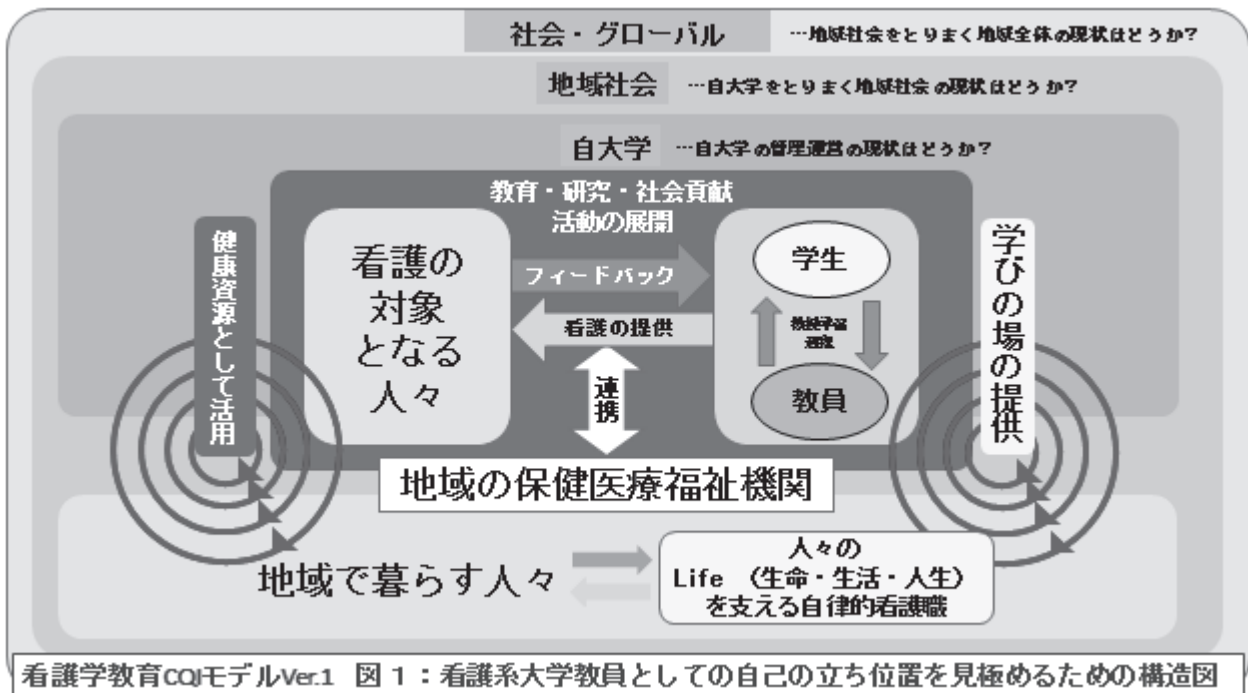 社会・グローバル …地域社会をとりまく地球全体の現状はどうか?
地域社会 …自大学をとりまく地域社会の現状はどうか?
自大学 …自大学の管理運営の現状はどうか?
教育・研究・社会貢献
活動の展開
健康資源として活用
看護の
対象
となる
人々
フィードバック
看護の提供
連携
学生
教授学習
過程
教員
学びの場の提供
地域の保健医療福祉機関
地域で暮らす人々
人々の
Life (生命・生活・人生)
を支える自律的看護職
看護学教育CQIモデルVer.1 図1:看護系大学教員としての自己の立ち位置を見極めるための構造図